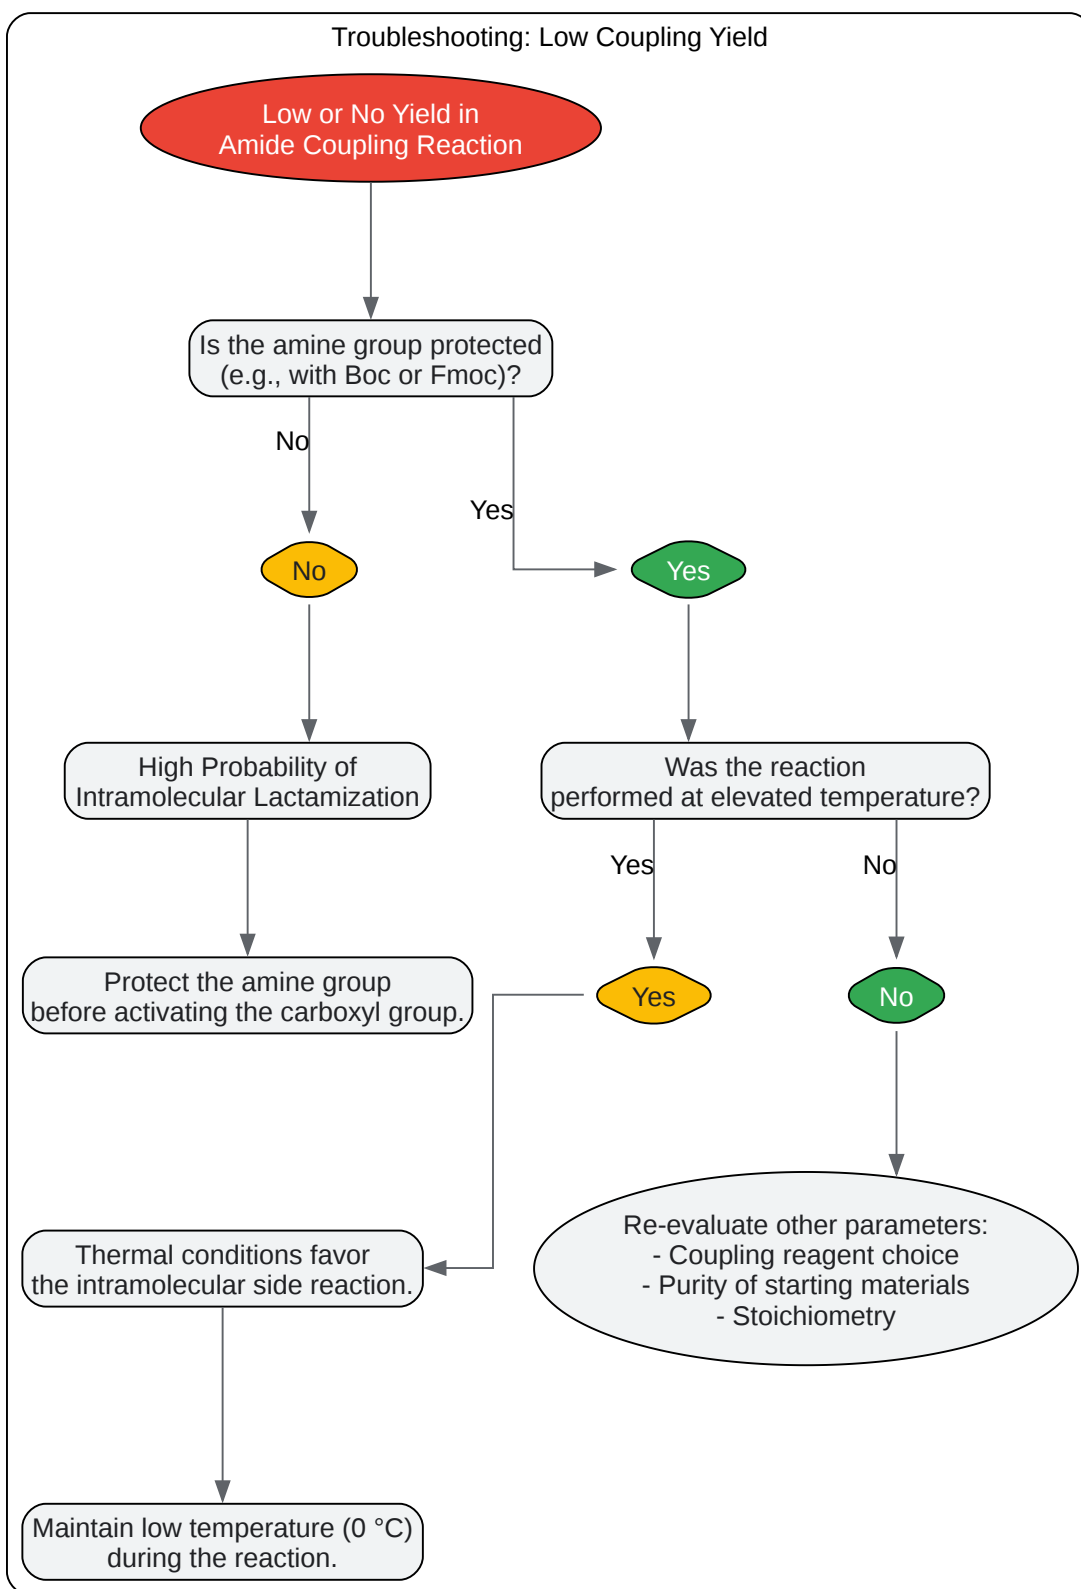 Troubleshooting: Low Coupling Yield
Low or No Yield in
Amide Coupling Reaction
Is the amine group protected
(e.g., with Boc or Fmoc)?
No
Yes
No
Yes
High Probability of
Intramolecular Lactamization
Was the reaction
performed at elevated temperature?
Yes
No
Protect the amine group
before activating the carboxyl group.
Yes
No
Thermal conditions favor
the intramolecular side reaction.
Re-evaluate other parameters:
- Coupling reagent choice
- Purity of starting materials
- Stoichiometry
Maintain low temperature (0 °C)
during the reaction.